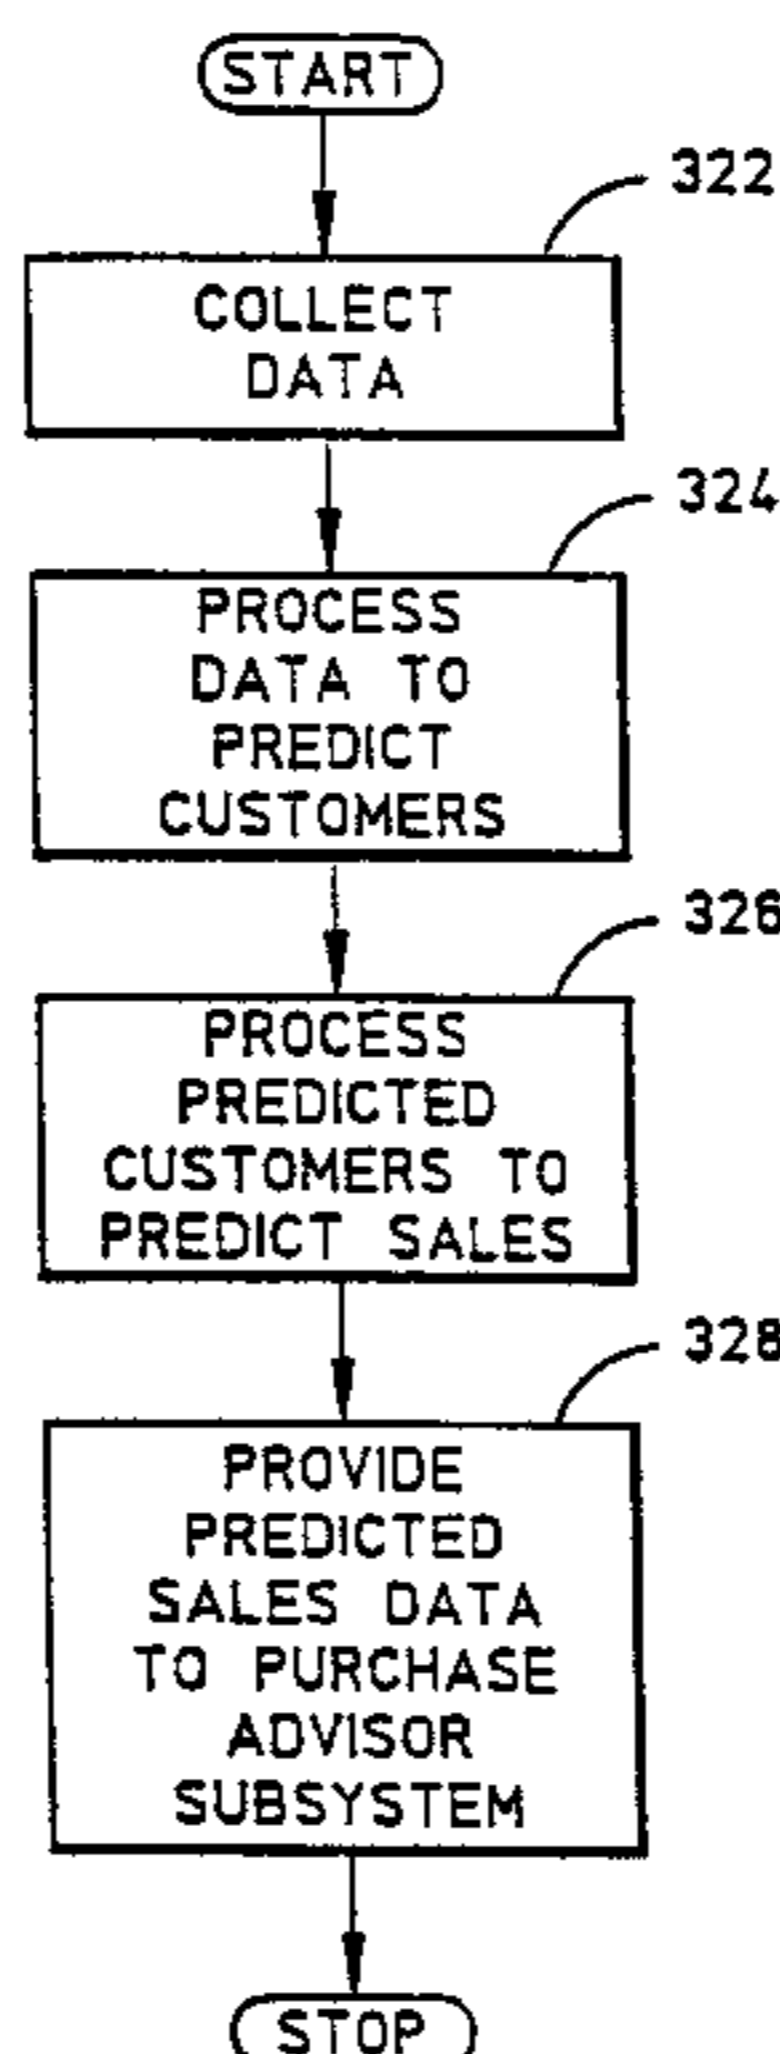 START
322
COLLECT
DATA
324
PROCESS
DATA TO
PREDICT
CUSTOMERS
326
PROCESS
PREDICTED
CUSTOMERS TO
PREDICT SALES
328
PROVIDE
PREDICTED
SALES DATA
TO PURCHASE
ADVISOR
SUBSYSTEM
STOP